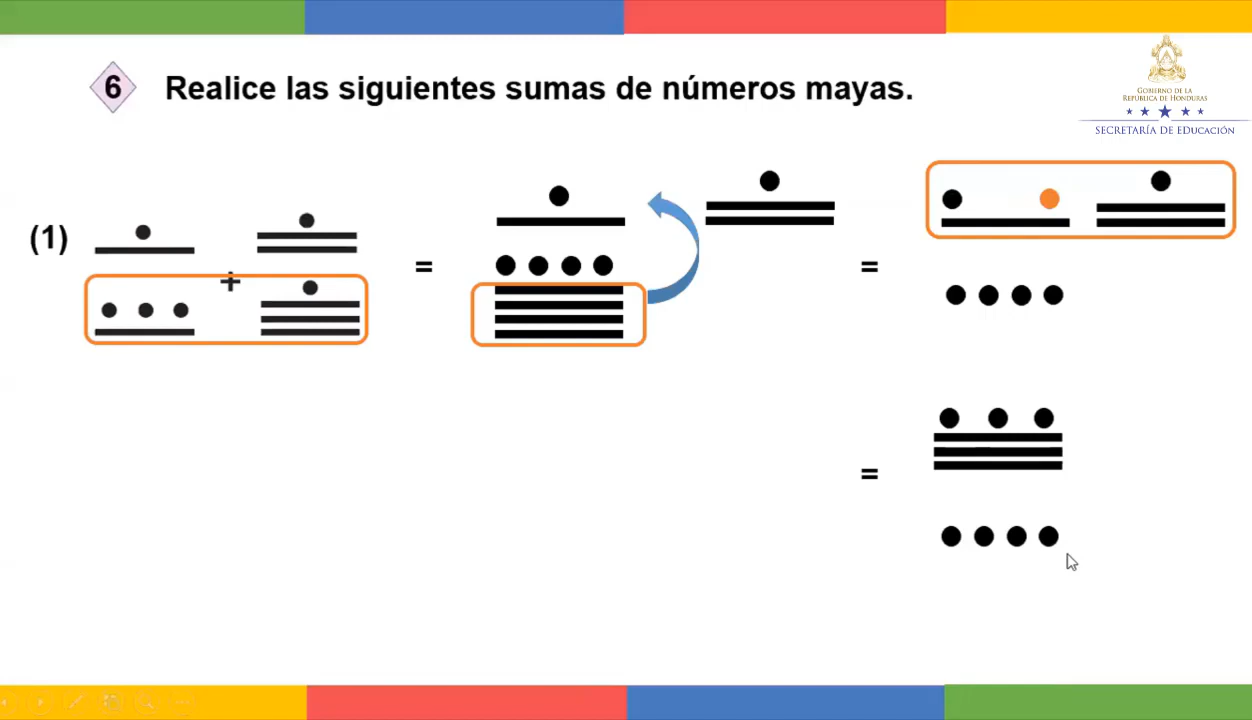 6 Realice las siguientes sumas de números mayas.
GOBIERNO DE LA
REPÚBLICA DE HONDURAS
SECRETARÍA DE EDUCACIÓN
(1) + = =
=